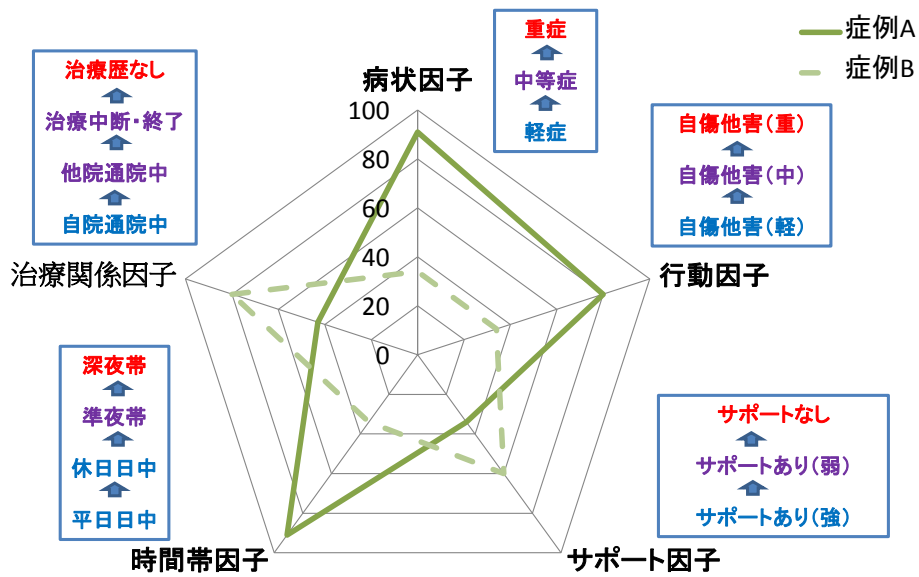 症例A
症例B
重症
中等症
軽症
治療歴なし
治療中断・終了
他院通院中
自院通院中
病状因子
100
80
60
40
20
0
自傷他害(重)
自傷他害(中)
自傷他害(軽)
治療関係因子
行動因子
深夜帯
準夜帯
休日日中
平日日中
サポートなし
サポートあり(弱)
サポートあり(強)
時間帯因子
サポート因子